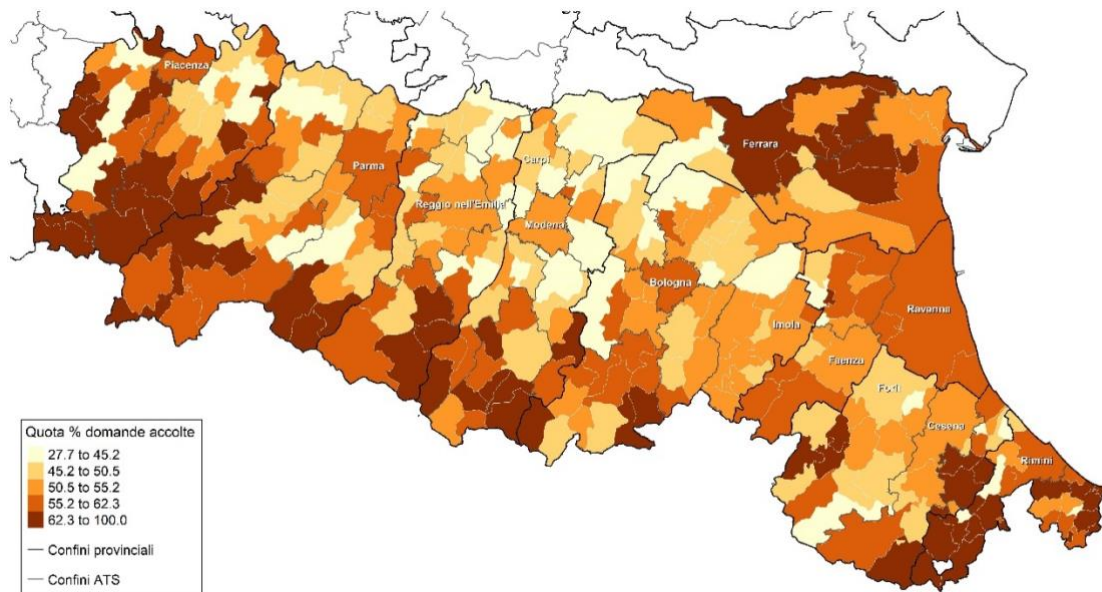 Piacenza
Ferrara
Carpi
Parma
Reggio nell'Emilia
Modena
Bologna
Ravenna
Imola
Faenza
Forlì
Cesena
Rimini
Quota % domande accolte
27.7 to 45.2
45.2 to 50.5
50.5 to 55.2
55.2 to 62.3
62.3 to 100.0
Confini provinciali
Confini ATS